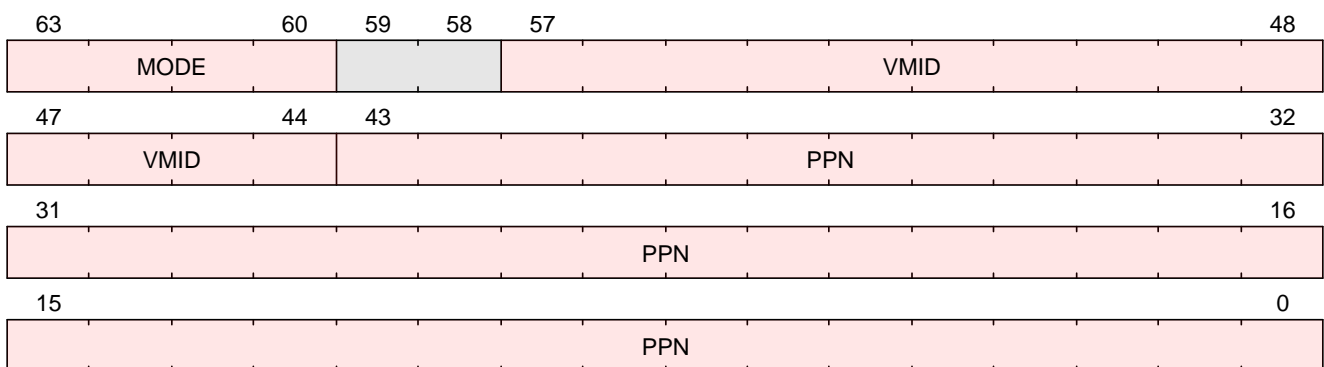 63 60 59 58 57 48
MODE VMID
47 44 43 32
VMID PPN
31 16
PPN
15 0
PPN